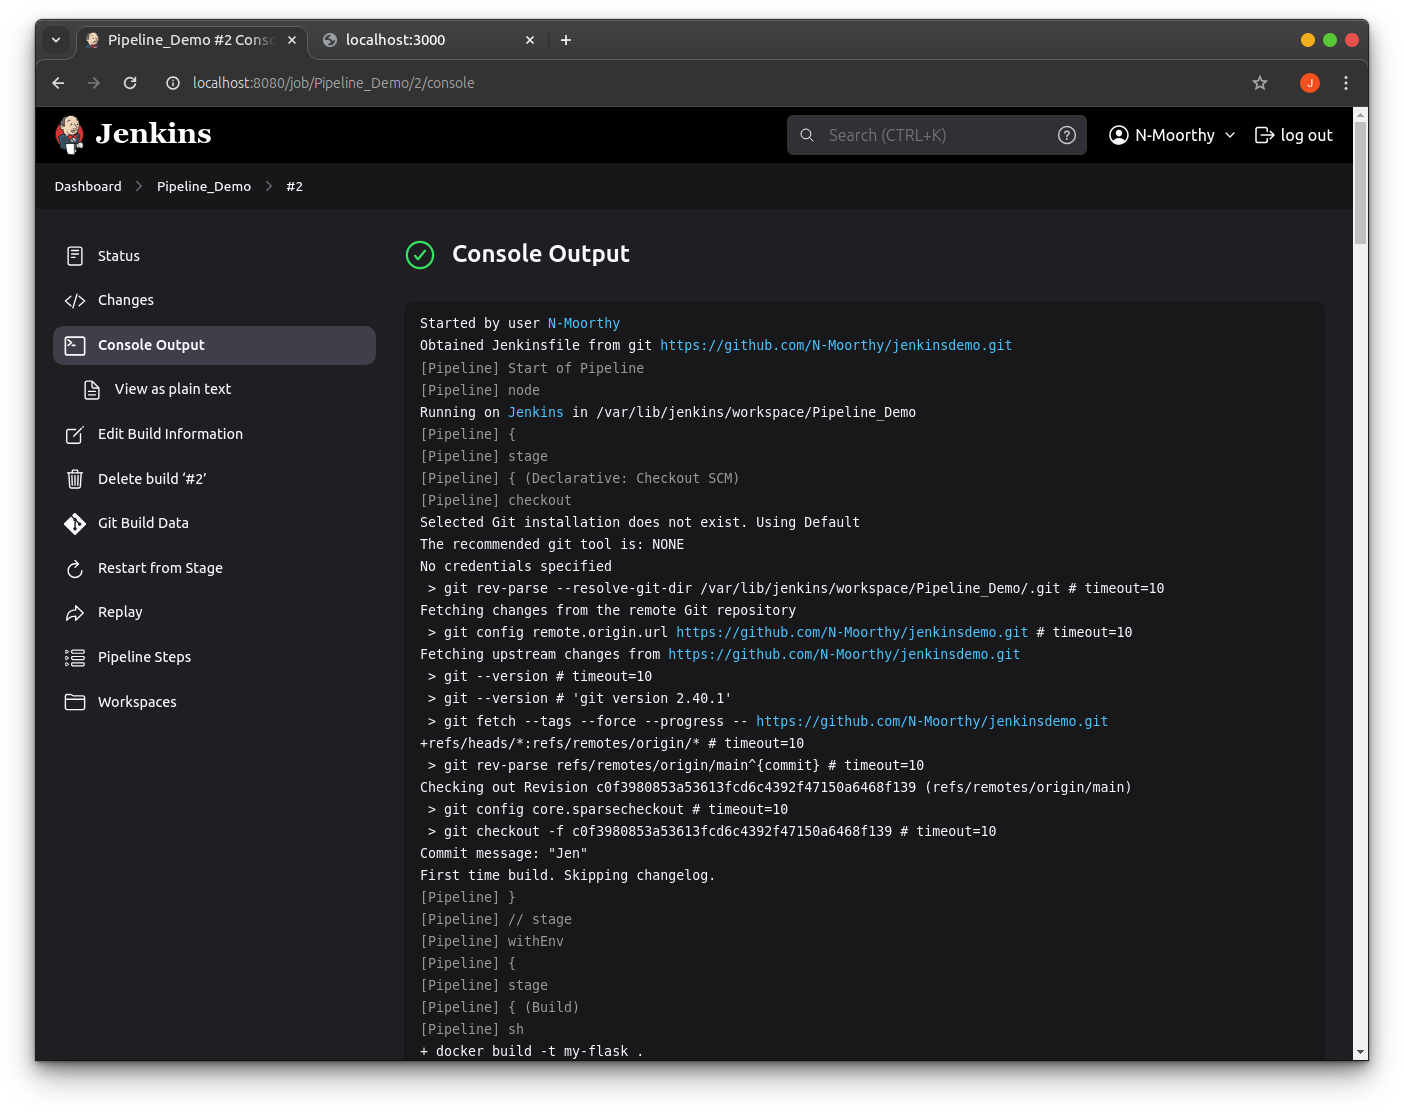 Pipeline_Demo #2 Conso
localhost:3000
localhost:8080/job/Pipeline_Demo/2/console
J
Jenkins
Search (CTRL+K)
N-Moorthy
log out
Dashboard
Pipeline_Demo
#2
Status
Changes
Console Output
View as plain text
Edit Build Information
Delete build ‘#2’
Git Build Data
Restart from Stage
Replay
Pipeline Steps
Workspaces
Console Output
Started by user N-Moorthy
Obtained Jenkinsfile from git https://github.com/N-Moorthy/jenkinsdemo.git
[Pipeline] Start of Pipeline
[Pipeline] node
Running on Jenkins in /var/lib/jenkins/workspace/Pipeline_Demo
[Pipeline] {
[Pipeline] stage
[Pipeline] { (Declarative: Checkout SCM)
[Pipeline] checkout
Selected Git installation does not exist. Using Default
The recommended git tool is: NONE
No credentials specified
 > git rev-parse --resolve-git-dir /var/lib/jenkins/workspace/Pipeline_Demo/.git # timeout=10
Fetching changes from the remote Git repository
 > git config remote.origin.url https://github.com/N-Moorthy/jenkinsdemo.git # timeout=10
Fetching upstream changes from https://github.com/N-Moorthy/jenkinsdemo.git
 > git --version # timeout=10
 > git --version # 'git version 2.40.1'
 > git fetch --tags --force --progress -- https://github.com/N-Moorthy/jenkinsdemo.git
+refs/heads/*:refs/remotes/origin/* # timeout=10
 > git rev-parse refs/remotes/origin/main^{commit} # timeout=10
Checking out Revision c0f3980853a53613fcd6c4392f47150a6468f139 (refs/remotes/origin/main)
 > git config core.sparsecheckout # timeout=10
 > git checkout -f c0f3980853a53613fcd6c4392f47150a6468f139 # timeout=10
Commit message: "Jen"
First time build. Skipping changelog.
[Pipeline] }
[Pipeline] // stage
[Pipeline] withEnv
[Pipeline] {
[Pipeline] stage
[Pipeline] { (Build)
[Pipeline] sh
+ docker build -t my-flask .